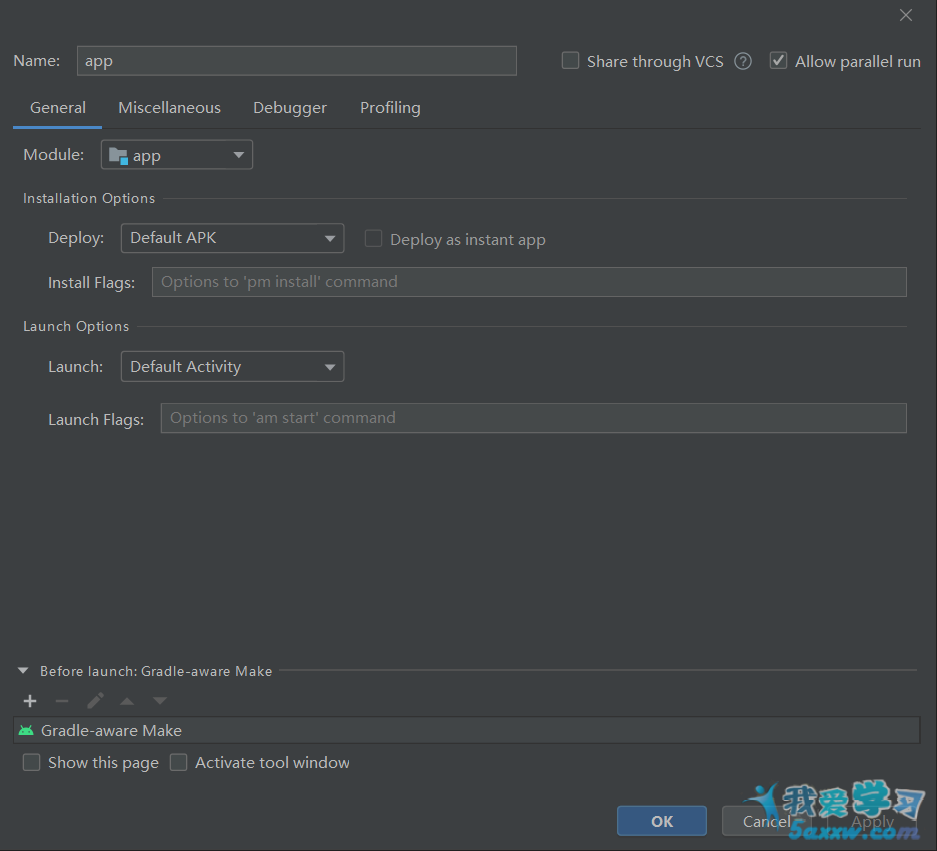 Name: app Share through VCS ? Allow parallel run
General Miscellaneous Debugger Profiling
Module: app
Installation Options
Deploy: Default APK Deploy as instant app
Install Flags: Options to 'pm install' command
Launch Options
Launch: Default Activity
Launch Flags: Options to 'am start' command
Before launch: Gradle-aware Make
Gradle-aware Make
Show this page Activate tool window
OK Cancel Apply
我爱学习
5axxw.com